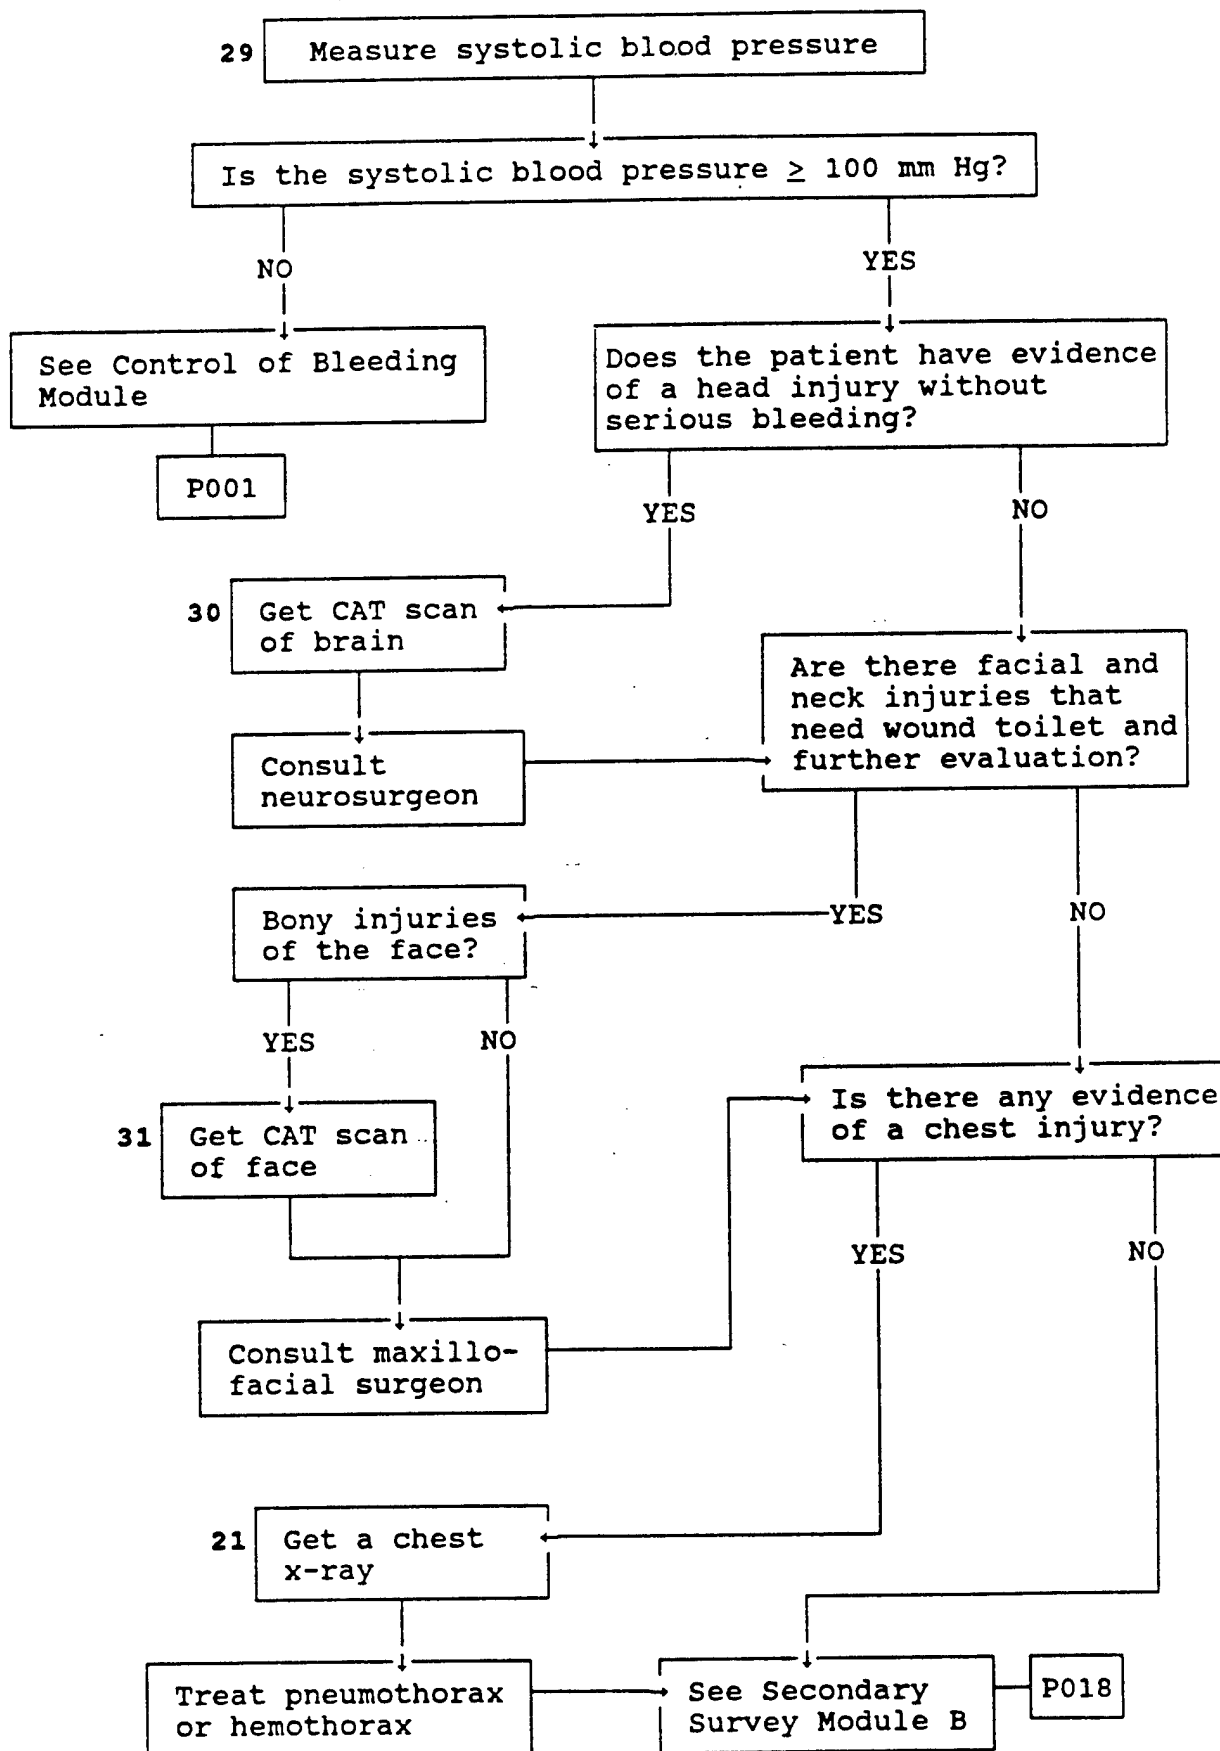 29 Measure systolic blood pressure
Is the systolic blood pressure ≥ 100 mm Hg?
NO
YES
See Control of Bleeding
Module
P001
Does the patient have evidence
of a head injury without
serious bleeding?
YES
NO
30 Get CAT scan
of brain
Consult
neurosurgeon
Are there facial and
neck injuries that
need wound toilet and
further evaluation?
YES
NO
Bony injuries
of the face?
YES
NO
31 Get CAT scan
of face
Consult maxillo-
facial surgeon
Is there any evidence
of a chest injury?
YES
NO
21 Get a chest
x-ray
Treat pneumothorax
or hemothorax
See Secondary
Survey Module B
P018